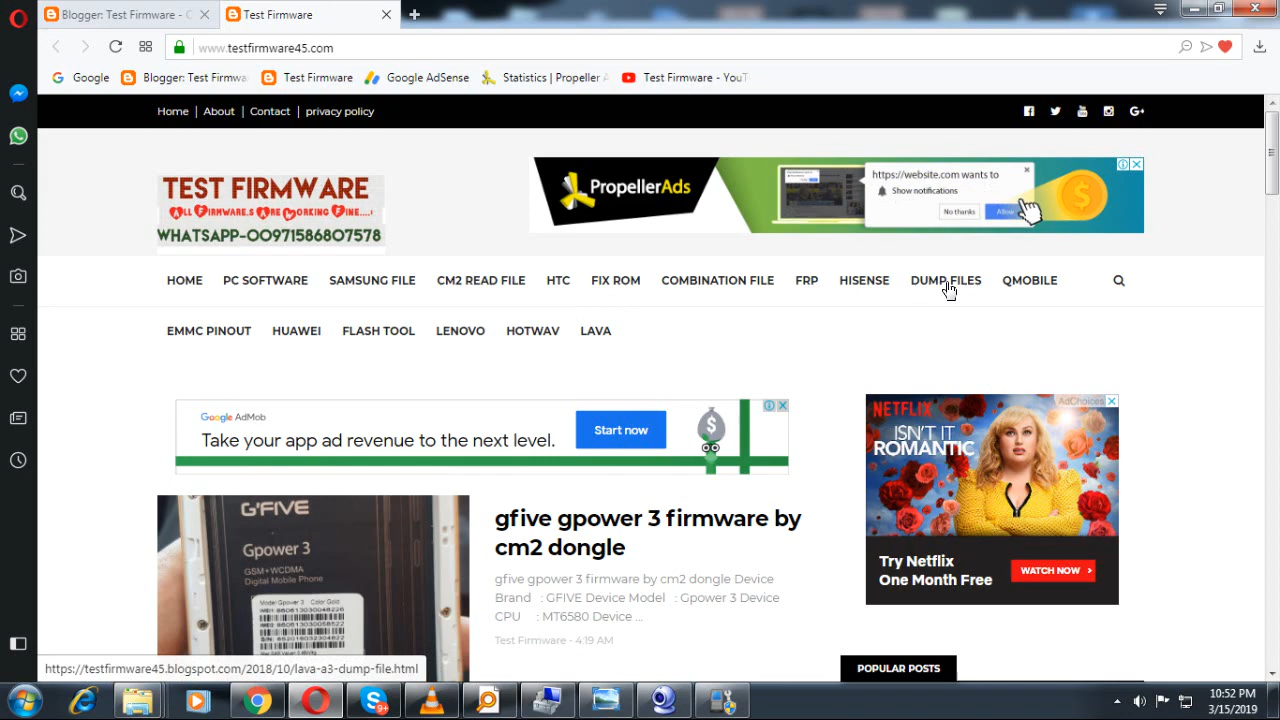 Blogger: Test Firmware - C
Test Firmware
www.testfirmware45.com
Google
Blogger: Test Firmwa
Test Firmware
Google AdSense
Statistics | Propeller A
Test Firmware - YouT
Home | About | Contact | privacy policy
TEST FIRMWARE
ALL FIRMWARE,S ARE WORKING FINE....!
WHATSAPP-00971586807578
PropellerAds
https://website.com wants to
Show notifications
No thanks
Allow
HOME
PC SOFTWARE
SAMSUNG FILE
CM2 READ FILE
HTC
FIX ROM
COMBINATION FILE
FRP
HISENSE
DUMP FILES
QMOBILE
EMMC PINOUT
HUAWEI
FLASH TOOL
LENOVO
HOTWAV
LAVA
Google AdMob
Take your app ad revenue to the next level.
Start now
AdChoices
NETFLIX
ISN'T IT
ROMANTIC
Try Netflix
One Month Free
WATCH NOW
G'FIVE
Gpower 3
GSM+WCDMA
Digital Mobile Phone
Model:Gpower 3 Color:Gold
gfive gpower 3 firmware by
cm2 dongle
gfive gpower 3 firmware by cm2 dongle Device
Brand : GFIVE Device Model : Gpower 3 Device
CPU : MT6580 Device ...
Test Firmware - 4:19 AM
POPULAR POSTS
https://testfirmware45.blogspot.com/2018/10/lava-a3-dump-file.html
9+
10:52 PM
3/15/2019